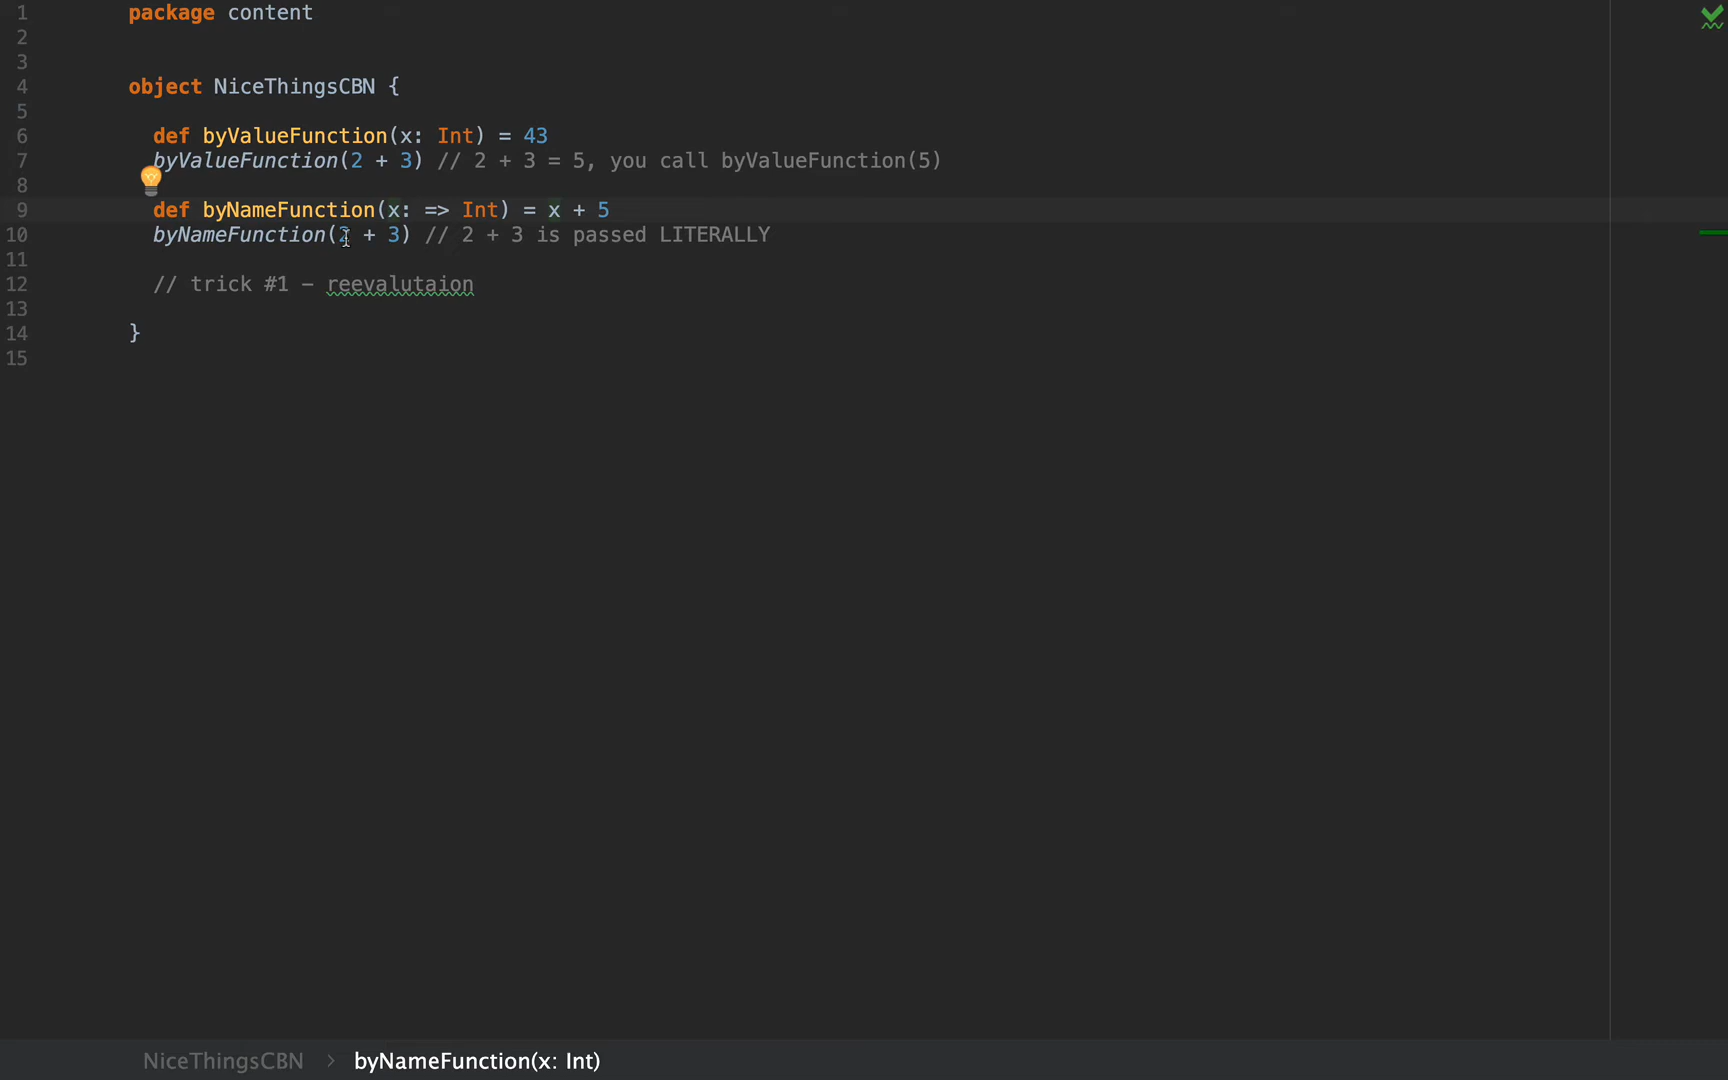 1 package content
2
3
4 object NiceThingsCBN {
5
6 def byValueFunction(x: Int) = 43
7 byValueFunction(2 + 3) // 2 + 3 = 5, you call byValueFunction(5)
8
9 def byNameFunction(x: => Int) = x + 5
10 byNameFunction(2 + 3) // 2 + 3 is passed LITERALLY
11
12 // trick #1 - reevalutaion
13
14 }
15
NiceThingsCBN > byNameFunction(x: Int)